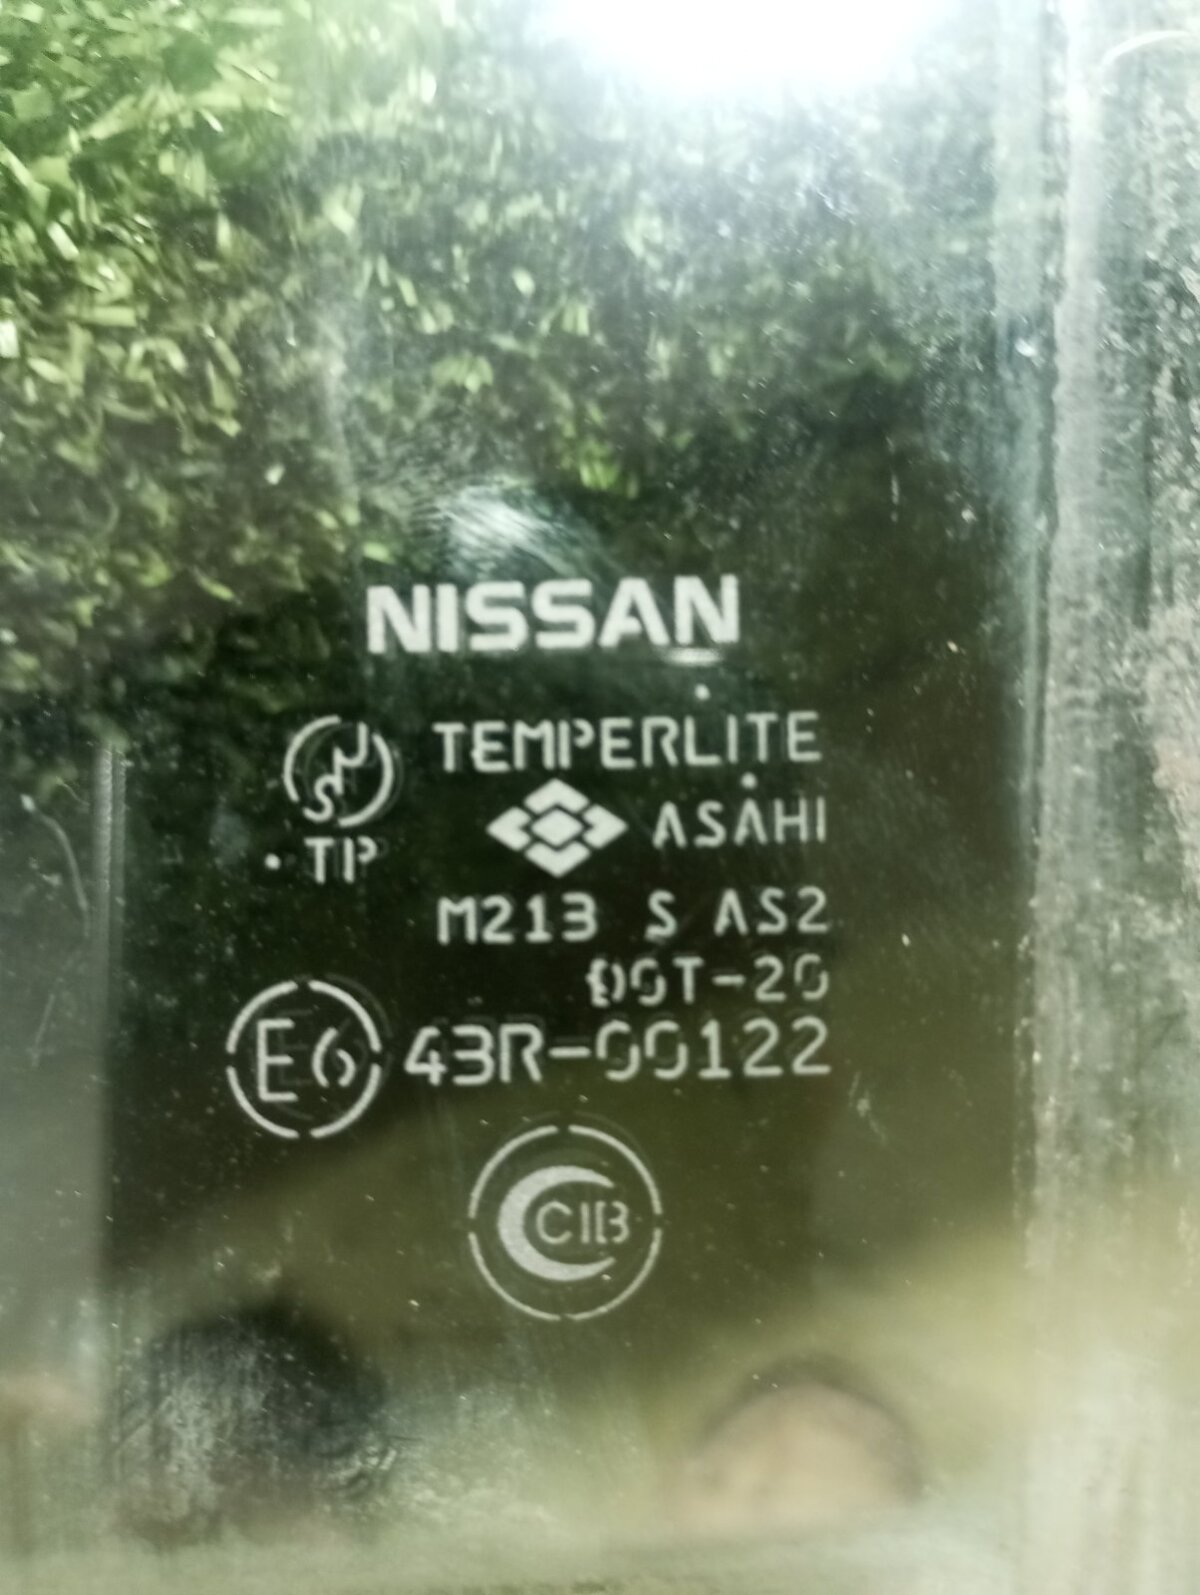 NISSAN
TEMPERLITE
ASAHI
TP
M213 S AS2
DOT-20
E6 43R-00122
CIB